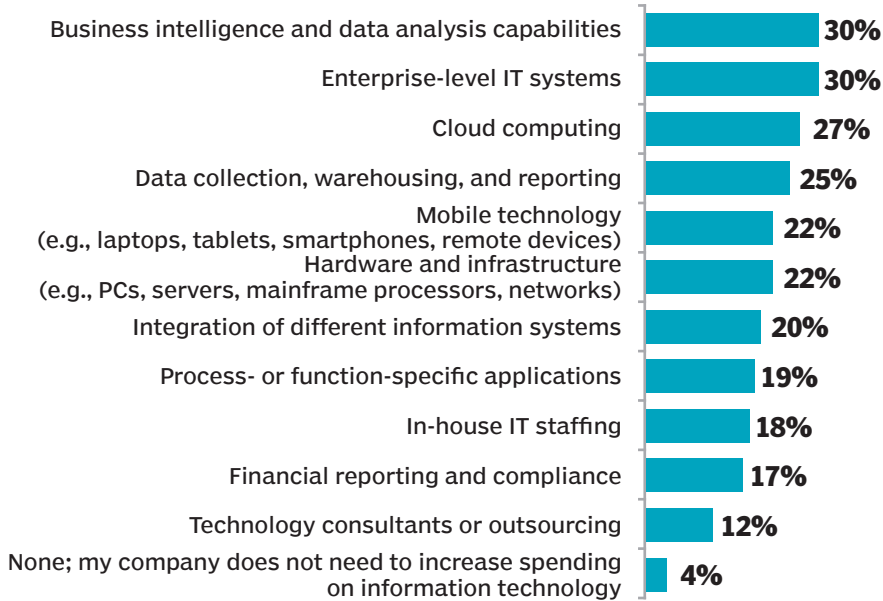 Business intelligence and data analysis capabilities 30%
Enterprise-level IT systems 30%
Cloud computing 27%
Data collection, warehousing, and reporting 25%
Mobile technology
(e.g., laptops, tablets, smartphones, remote devices) 22%
Hardware and infrastructure
(e.g., PCs, servers, mainframe processors, networks) 22%
Integration of different information systems 20%
Process- or function-specific applications 19%
In-house IT staffing 18%
Financial reporting and compliance 17%
Technology consultants or outsourcing 12%
None; my company does not need to increase spending
on information technology 4%